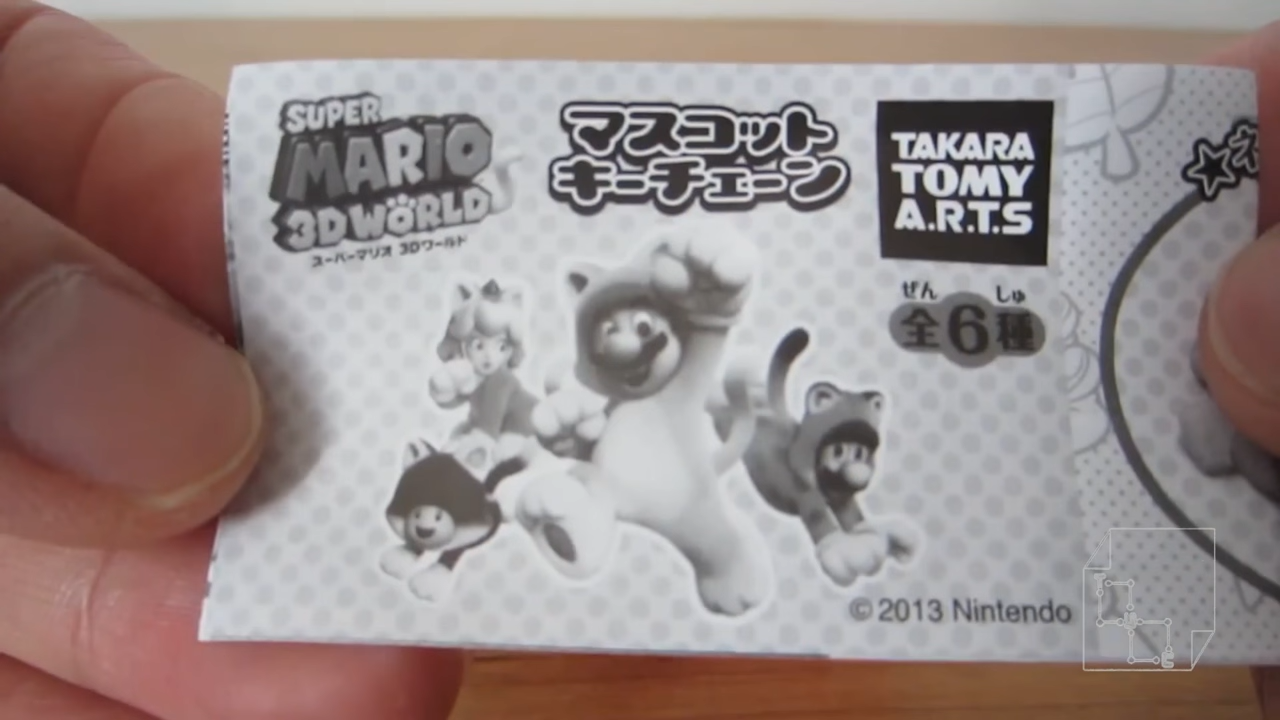 SUPER
MARIO
3D WORLD
スーパーマリオ 3Dワールド
マスコット
キーチェーン
TAKARA
TOMY
A.R.T.S
ぜん しゅ
全6種
©2013 Nintendo